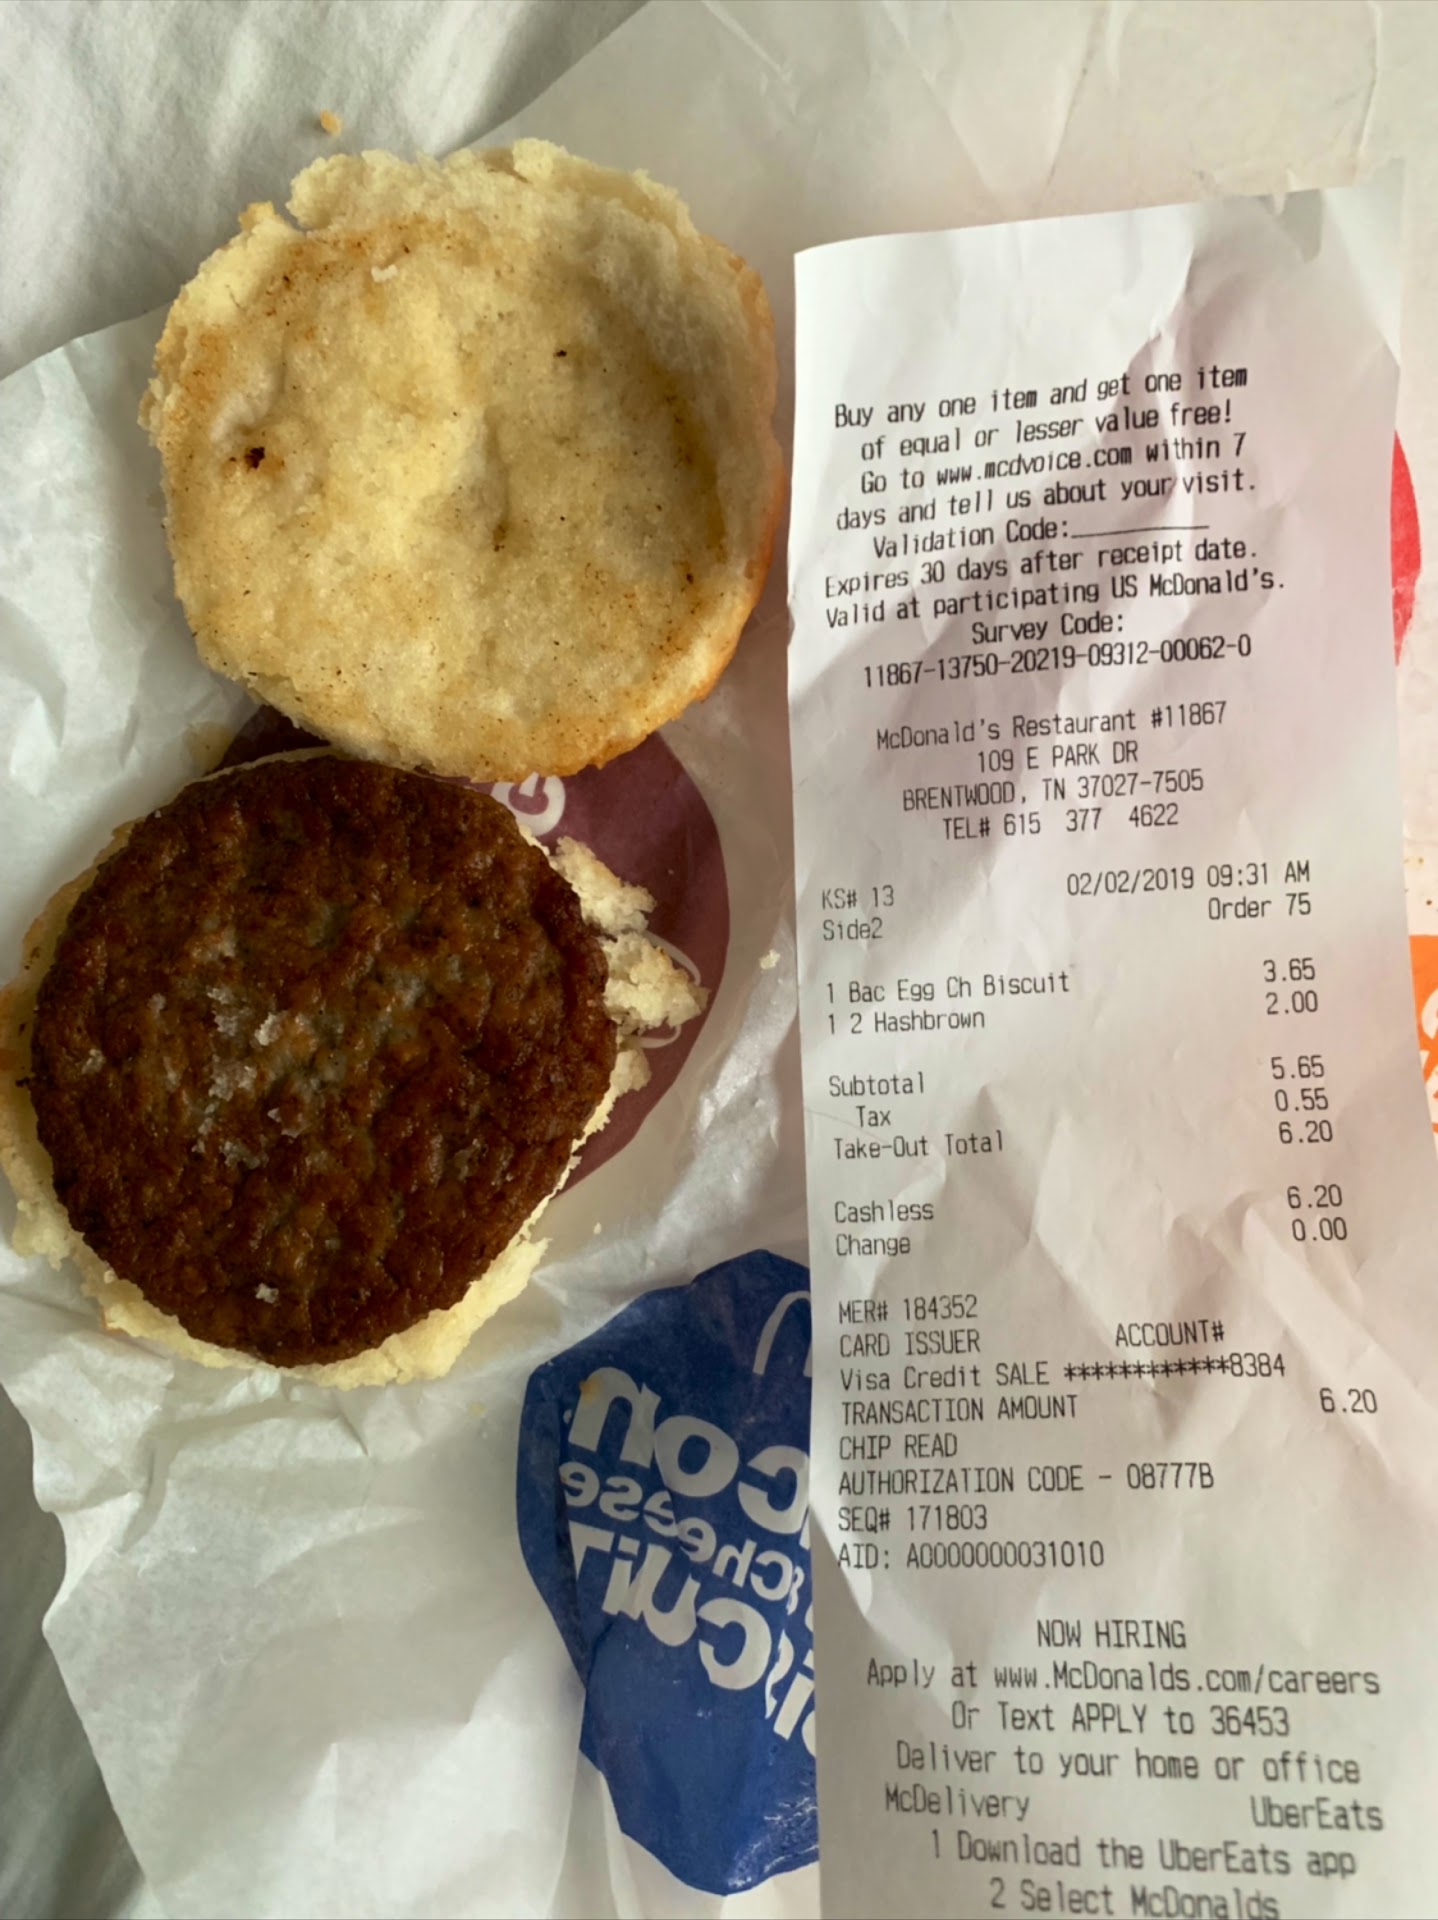 Buy any one item and get one item
of equal or lesser value free!
Go to www.mcdvoice.com within 7
days and tell us about your visit.
Validation Code:
Expires 30 days after receipt date.
Valid at participating US McDonald's.
Survey Code:
11867-13750-20219-09312-00062-0
McDonald's Restaurant #11867
109 E PARK DR
BRENTWOOD, TN 37027-7505
TEL# 615 377 4622
KS# 13 02/02/2019 09:31 AM
Side2 Order 75
1 Bac Egg Ch Biscuit 3.65
1 2 Hashbrown 2.00
Subtotal 5.65
Tax 0.55
Take-Out Total 6.20
Cashless 6.20
Change 0.00
MER# 184352
CARD ISSUER ACCOUNT#
Visa Credit SALE ************8384
TRANSACTION AMOUNT 6.20
CHIP READ
AUTHORIZATION CODE - 08777B
SEQ# 171803
AID: A0000000031010
NOW HIRING
Apply at www.McDonalds.com/careers
Or Text APPLY to 36453
Deliver to your home or office
McDelivery UberEats
1 Download the UberEats app
2 Select McDonalds
con
cheese